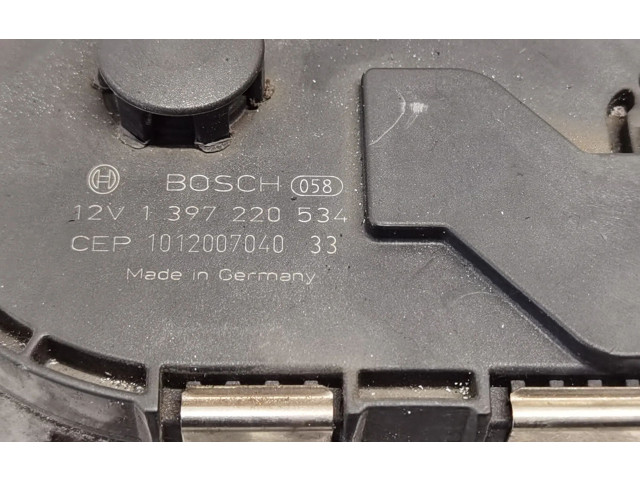 BOSCH 058
12V 1 397 220 534
CEP 1012007040 33
Made in Germany